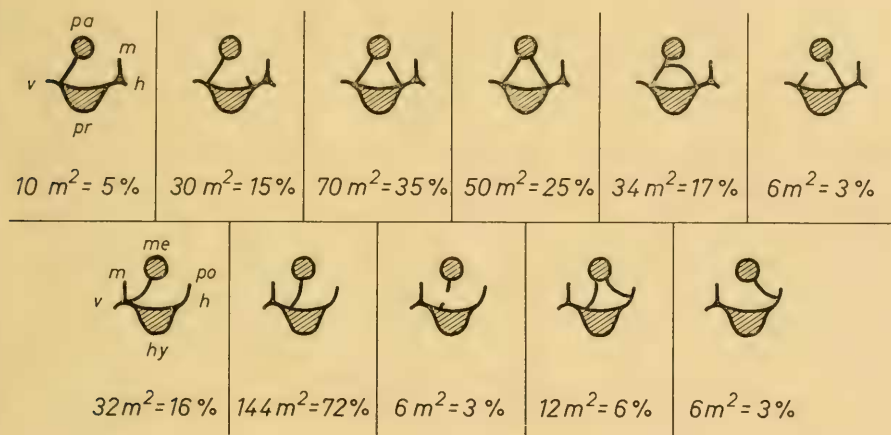 pa
m
v
h
pr
10 m² = 5%
30 m² = 15%
70 m² = 35%
50 m² = 25%
34 m² = 17%
6 m² = 3%
me
m
po
v
h
hy
32 m² = 16%
144 m² = 72%
6 m² = 3%
12 m² = 6%
6 m² = 3%